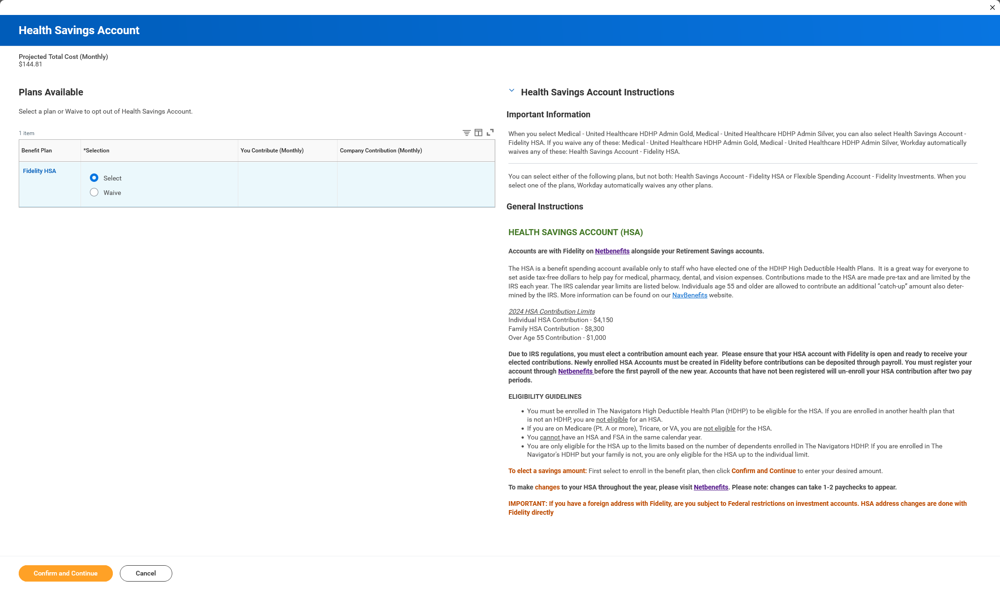 Health Savings Account
Projected Total Cost (Monthly)
$144.81
Plans Available
Select a plan or Waive to opt out of Health Savings Account.
1 item
Benefit Plan
*Selection
You Contribute (Monthly)
Company Contribution (Monthly)
Fidelity HSA
Select
Waive
Health Savings Account Instructions
Important Information
When you select Medical - United Healthcare HDHP Admin Gold, Medical - United Healthcare HDHP Admin Silver, you can also select Health Savings Account -
Fidelity HSA. If you waive any of these: Medical - United Healthcare HDHP Admin Gold, Medical - United Healthcare HDHP Admin Silver, Workday automatically
waives any of these: Health Savings Account - Fidelity HSA.
You can select either of the following plans, but not both: Health Savings Account - Fidelity HSA or Flexible Spending Account - Fidelity Investments. When you
select one of the plans, Workday automatically waives any other plans.
General Instructions
HEALTH SAVINGS ACCOUNT (HSA)
Accounts are with Fidelity on Netbenefits alongside your Retirement Savings accounts.
The HSA is a benefit spending account available only to staff who have elected one of the HDHP High Deductible Health Plans.  It is a great way for everyone to
set aside tax-free dollars to help pay for medical, pharmacy, dental, and vision expenses. Contributions made to the HSA are made pre-tax and are limited by the
IRS each year. The IRS calendar year limits are listed below. Individuals age 55 and older are allowed to contribute an additional “catch-up” amount also deter-
mined by the IRS. More information can be found on our NavBenefits website.
2024 HSA Contribution Limits
Individual HSA Contribution - $4,150
Family HSA Contribution - $8,300
Over Age 55 Contribution - $1,000
Due to IRS regulations, you must elect a contribution amount each year.  Please ensure that your HSA account with Fidelity is open and ready to receive your
elected contributions. Newly enrolled HSA Accounts must be created in Fidelity before contributions can be deposited through payroll. You must register your
account through Netbenefits before the first payroll of the new year. Accounts that have not been registered will un-enroll your HSA contribution after two pay
periods.
ELIGIBILITY GUIDELINES
• You must be enrolled in The Navigators High Deductible Health Plan (HDHP) to be eligible for the HSA. If you are enrolled in another health plan that
is not an HDHP, you are not eligible for an HSA.
• If you are on Medicare (Pt. A or more), Tricare, or VA, you are not eligible for the HSA.
• You cannot have an HSA and FSA in the same calendar year.
• You are only eligible for the HSA up to the limits based on the number of dependents enrolled in The Navigators HDHP. If you are enrolled in The
Navigator's HDHP but your family is not, you are only eligible for the HSA up to the individual limit.
To elect a savings amount: First select to enroll in the benefit plan, then click Confirm and Continue to enter your desired amount.
To make changes to your HSA throughout the year, please visit Netbenefits. Please note: changes can take 1-2 paychecks to appear.
IMPORTANT: If you have a foreign address with Fidelity, are you subject to Federal restrictions on investment accounts. HSA address changes are done with
Fidelity directly
Confirm and Continue
Cancel